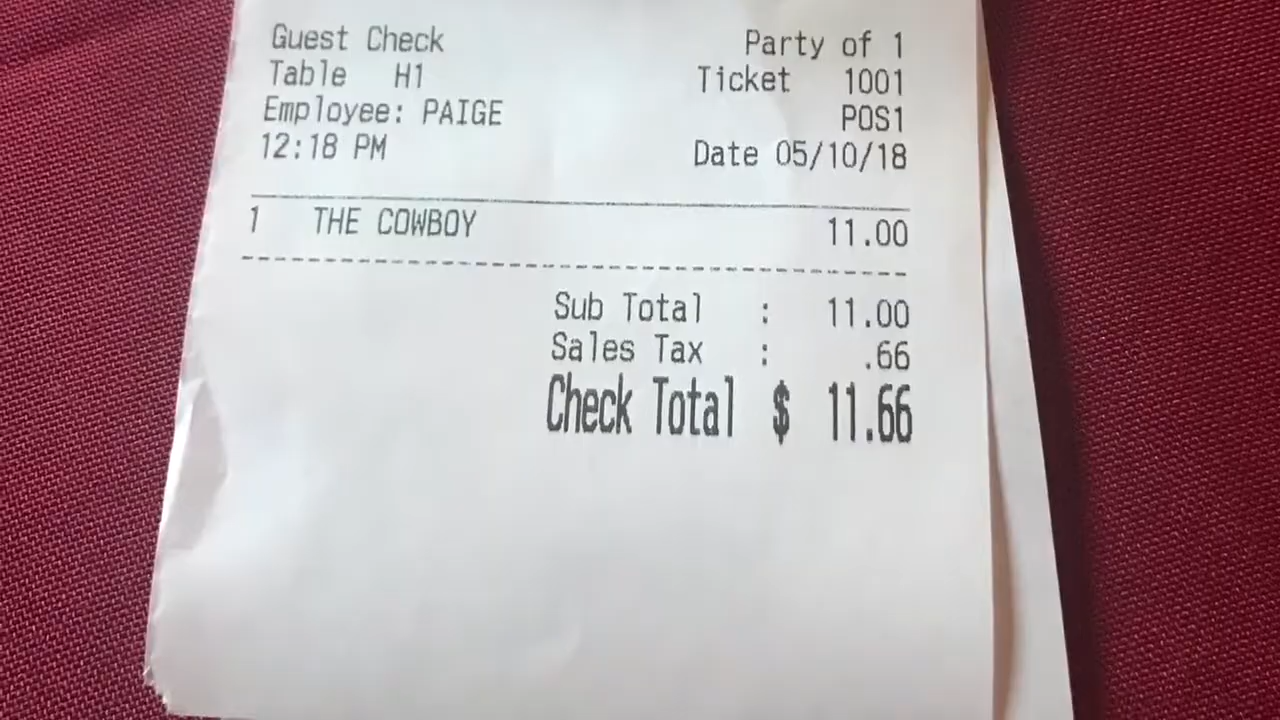 Guest Check Party of 1
Table H1 Ticket 1001
Employee: PAIGE POS1
12:18 PM Date 05/10/18
1 THE COWBOY 11.00
Sub Total : 11.00
Sales Tax : .66
Check Total $ 11.66